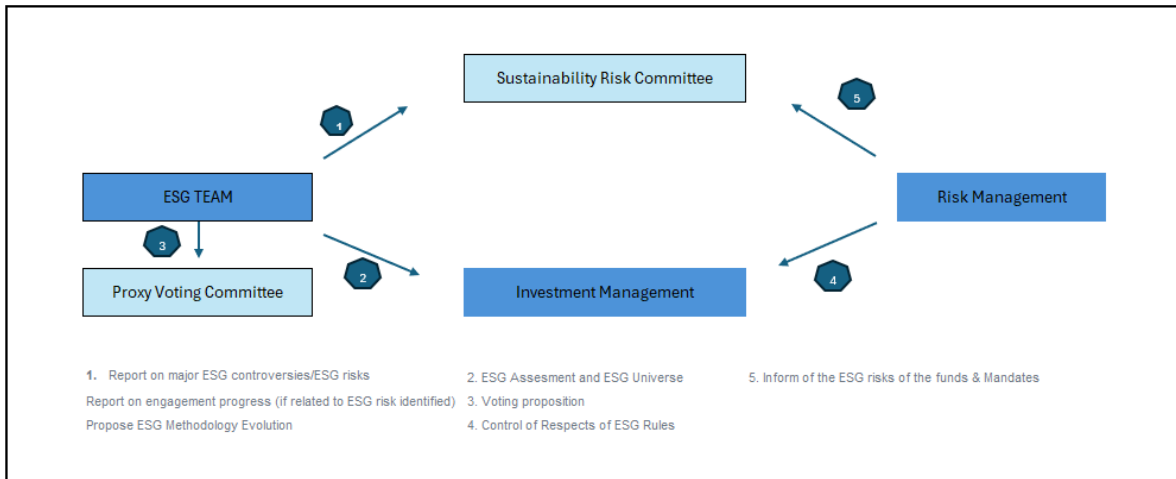 Sustainability Risk Committee
1
5
ESG TEAM
Risk Management
3
2
4
Proxy Voting Committee
Investment Management
1. Report on major ESG controversies/ESG risks
Report on engagement progress (if related to ESG risk identified)
Propose ESG Methodology Evolution
2. ESG Assesment and ESG Universe
3. Voting proposition
4. Control of Respects of ESG Rules
5. Inform of the ESG risks of the funds & Mandates